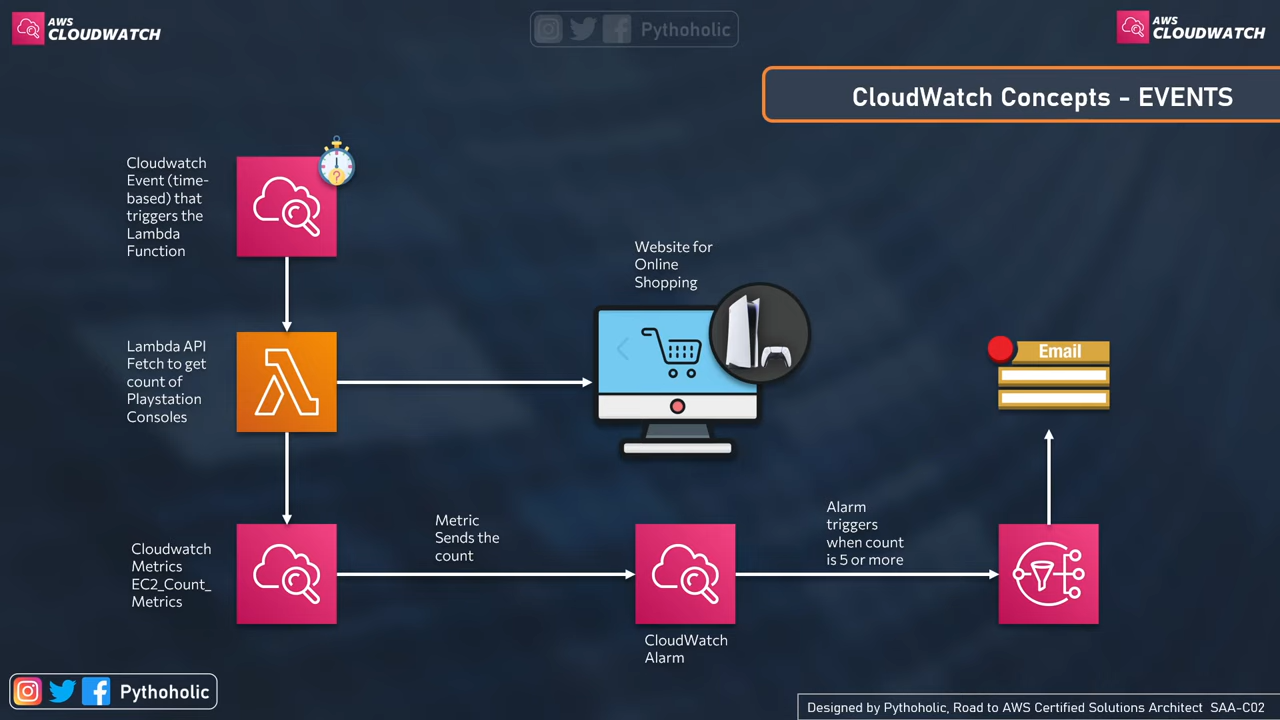 AWS
CLOUDWATCH
Pythoholic
AWS
CLOUDWATCH
CloudWatch Concepts - EVENTS
Cloudwatch
Event (time-
based) that
triggers the
Lambda
Function
?
Website for
Online
Shopping
Lambda API
Fetch to get
count of
Playstation
Consoles
Email
Cloudwatch
Metrics
EC2_Count_
Metrics
Metric
Sends the
count
Alarm
triggers
when count
is 5 or more
CloudWatch
Alarm
Pythoholic
Designed by Pythoholic, Road to AWS Certified Solutions Architect SAA-C02